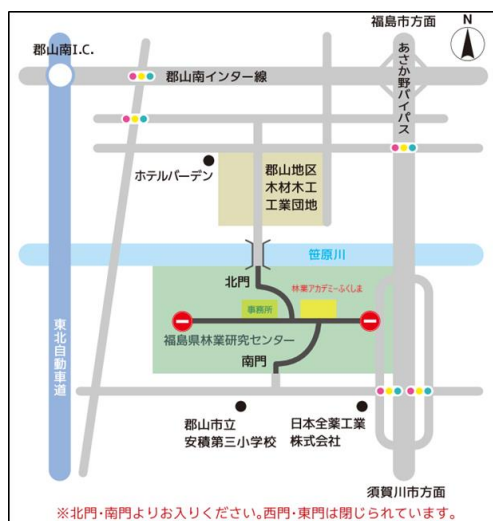 福島市方面
N
郡山南I.C.
郡山南インター線
あさか野バイパス
ホテルバーデン
郡山地区
木材木工
工業団地
笹原川
北門
林業アカデミーふくしま
事務所
福島県林業研究センター
南門
東北自動車道
郡山市立
安積第三小学校
日本全薬工業
株式会社
須賀川市方面
※北門・南門よりお入りください。西門・東門は閉じられています。